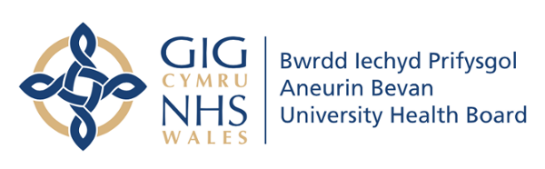 GIG
CYMRU
NHS
WALES
Bwrdd Iechyd Prifysgol
Aneurin Bevan
University Health Board